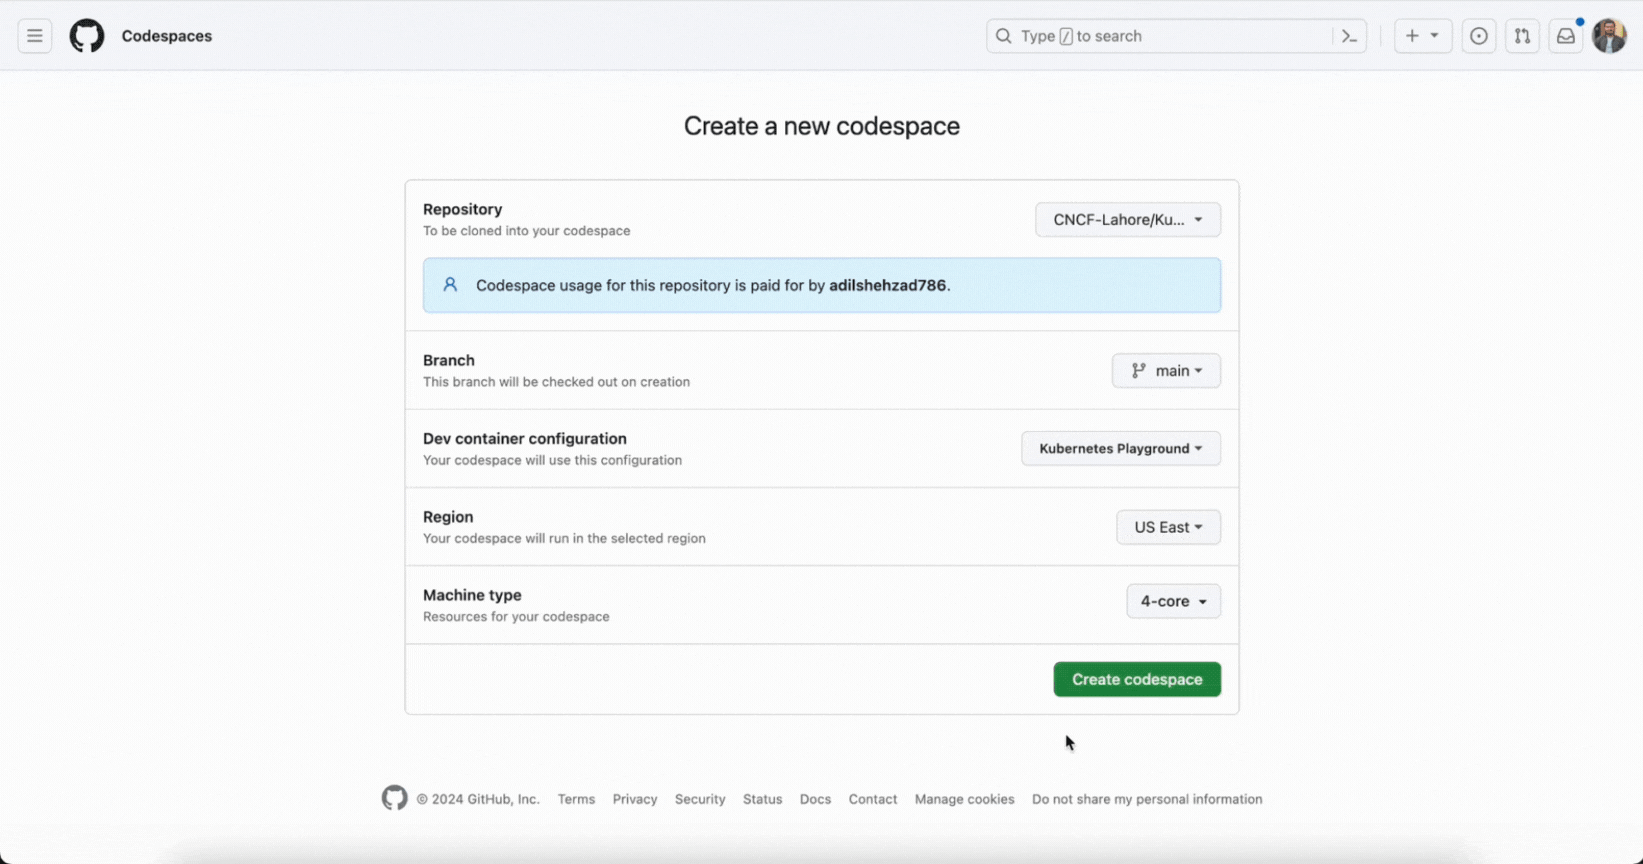 Codespaces
Type / to search
Create a new codespace
Repository
To be cloned into your codespace
CNCF-Lahore/Ku...
Codespace usage for this repository is paid for by adilshehzad786.
Branch
This branch will be checked out on creation
main
Dev container configuration
Your codespace will use this configuration
Kubernetes Playground
Region
Your codespace will run in the selected region
US East
Machine type
Resources for your codespace
4-core
Create codespace
© 2024 GitHub, Inc. Terms Privacy Security Status Docs Contact Manage cookies Do not share my personal information